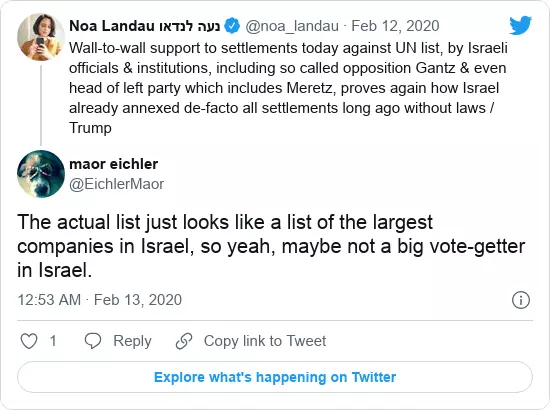 Noa Landau נעה לנדאו @noa_landau · Feb 12, 2020
Wall-to-wall support to settlements today against UN list, by Israeli
officials & institutions, including so called opposition Gantz & even
head of left party which includes Meretz, proves again how Israel
already annexed de-facto all settlements long ago without laws /
Trump
maor eichler
@EichlerMaor
The actual list just looks like a list of the largest
companies in Israel, so yeah, maybe not a big vote-getter
in Israel.
12:53 AM · Feb 13, 2020
1 Reply Copy link to Tweet
Explore what's happening on Twitter